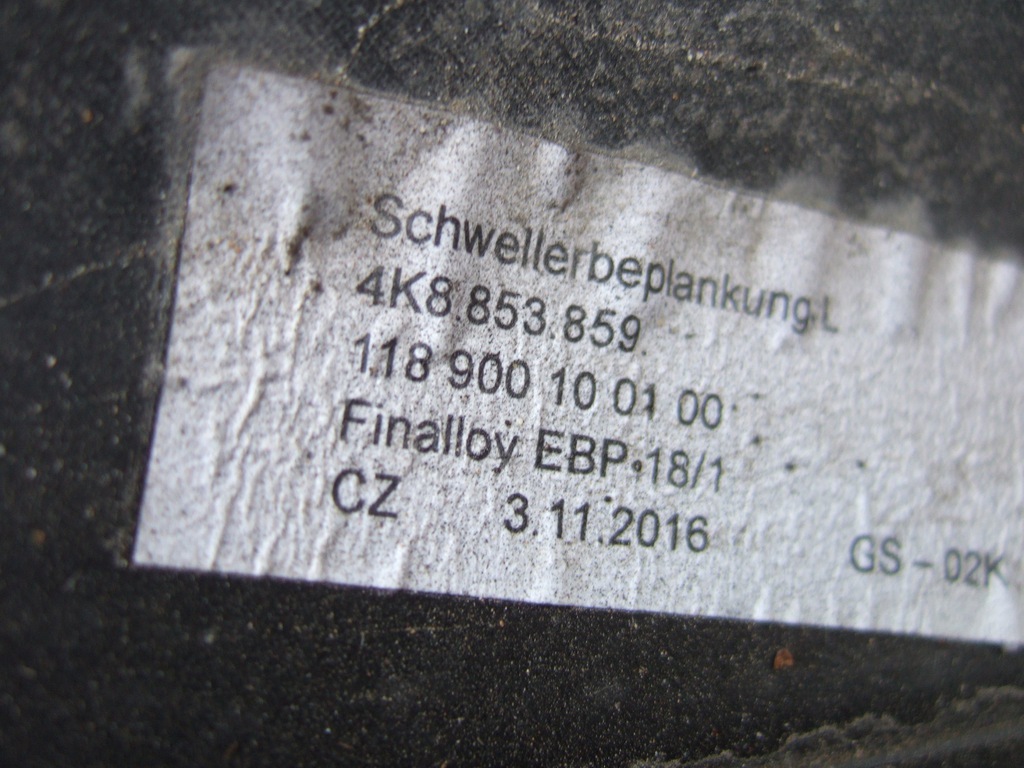 Schwellerbeplankung L
4K8.853.859.
118 900 10 01 00
Finalloy EBP-18/1
CZ 3.11.2016
GS - 02K